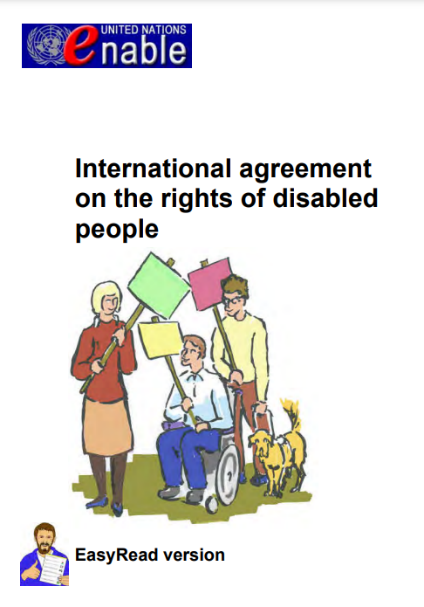 UNITED NATIONS
enable
International agreement
on the rights of disabled
people
EasyRead version